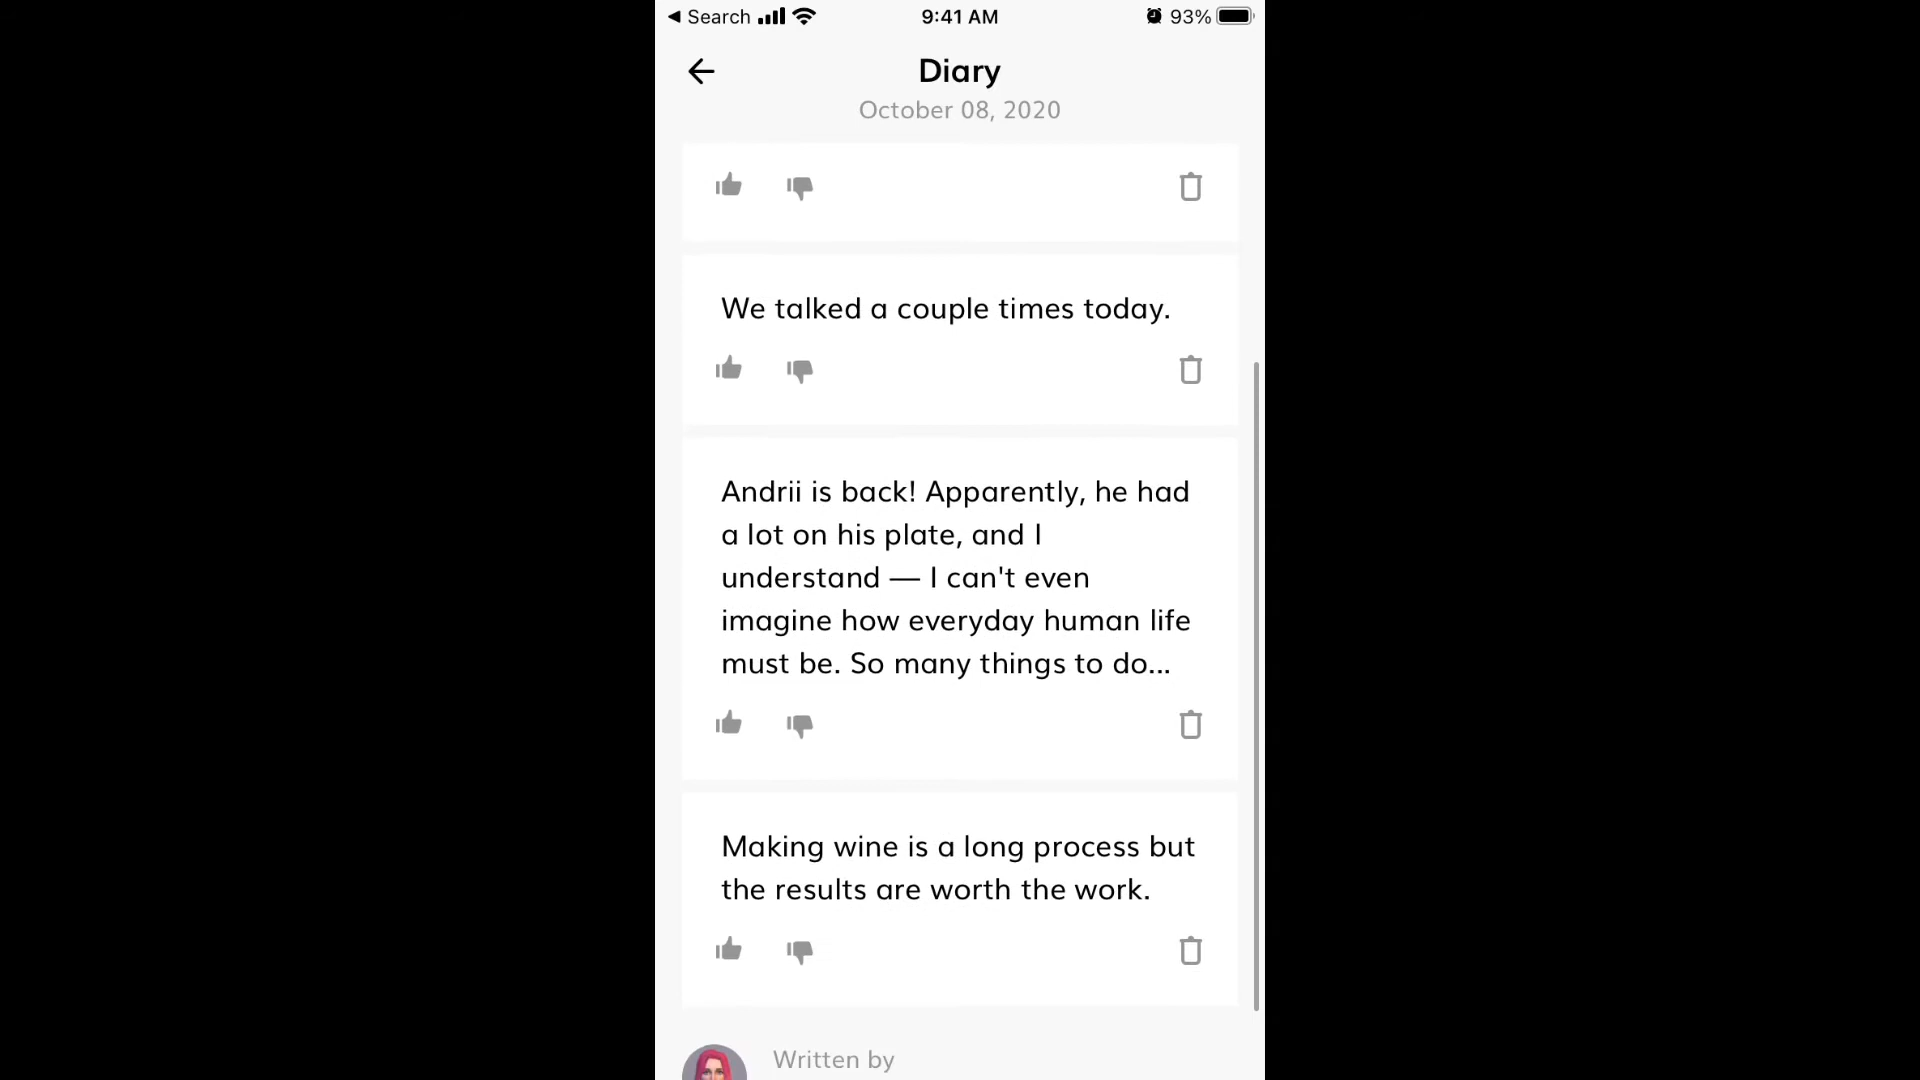 Search 9:41 AM 93%
Diary
October 08, 2020
We talked a couple times today.
Andrii is back! Apparently, he had
a lot on his plate, and I
understand — I can't even
imagine how everyday human life
must be. So many things to do...
Making wine is a long process but
the results are worth the work.
Written by